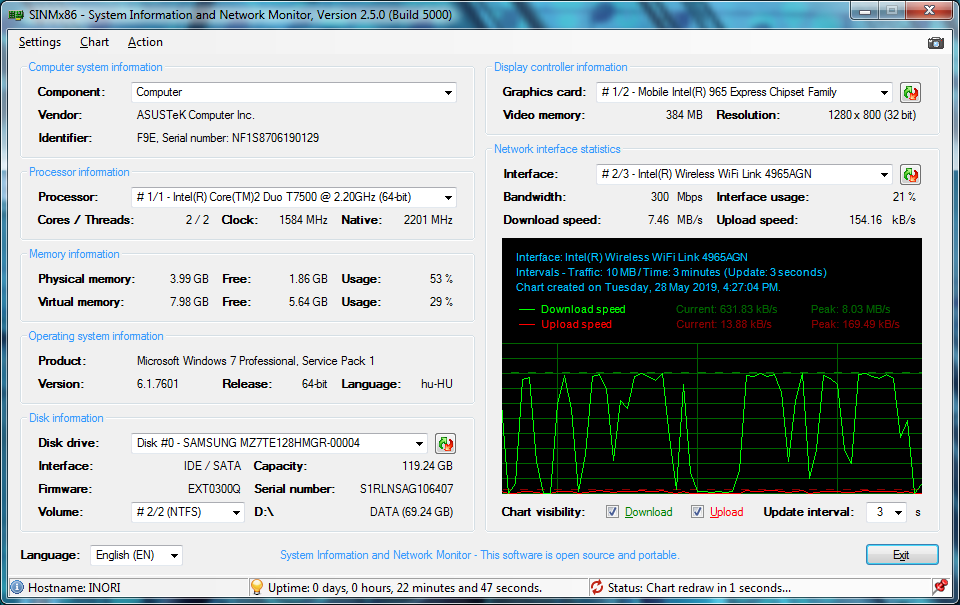 SINMx86 - System Information and Network Monitor, Version 2.5.0 (Build 5000)
Settings Chart Action
Computer system information
Component: Computer
Vendor: ASUSTeK Computer Inc.
Identifier: F9E, Serial number: NF1S8706190129
Processor information
Processor: # 1/1 - Intel(R) Core(TM)2 Duo T7500 @ 2.20GHz (64-bit)
Cores / Threads: 2 / 2 Clock: 1584 MHz Native: 2201 MHz
Memory information
Physical memory: 3.99 GB Free: 1.86 GB Usage: 53 %
Virtual memory: 7.98 GB Free: 5.64 GB Usage: 29 %
Operating system information
Product: Microsoft Windows 7 Professional, Service Pack 1
Version: 6.1.7601 Release: 64-bit Language: hu-HU
Disk information
Disk drive: Disk #0 - SAMSUNG MZ7TE128HMGR-00004
Interface: IDE / SATA Capacity: 119.24 GB
Firmware: EXT0300Q Serial number: S1RLNSAG106407
Volume: # 2/2 (NTFS) D:\ DATA (69.24 GB)
Display controller information
Graphics card: # 1/2 - Mobile Intel(R) 965 Express Chipset Family
Video memory: 384 MB Resolution: 1280 x 800 (32 bit)
Network interface statistics
Interface: # 2/3 - Intel(R) Wireless WiFi Link 4965AGN
Bandwidth: 300 Mbps Interface usage: 21 %
Download speed: 7.46 MB/s Upload speed: 154.16 kB/s
Interface: Intel(R) Wireless WiFi Link 4965AGN
Intervals - Traffic: 10 MB / Time: 3 minutes (Update: 3 seconds)
Chart created on Tuesday, 28 May 2019, 4:27:04 PM.
Download speed Current: 631.83 kB/s Peak: 8.03 MB/s
Upload speed Current: 13.86 kB/s Peak: 169.49 kB/s
Chart visibility: Download Upload Update interval: 3 s
Language: English (EN) System Information and Network Monitor - This software is open source and portable. Exit
Hostname: INORI Uptime: 0 days, 0 hours, 22 minutes and 47 seconds. Status: Chart redraw in 1 seconds...